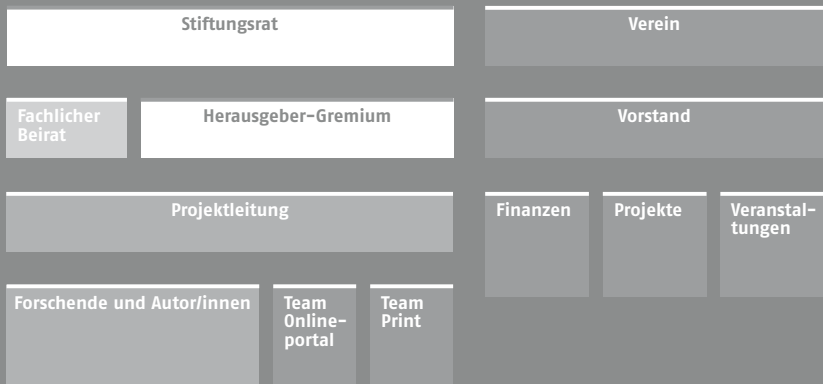 Stiftungsrat
Fachlicher
Beirat
Herausgeber-Gremium
Projektleitung
Forschende und Autor/innen
Team
Online-
portal
Team
Print
Verein
Vorstand
Finanzen
Projekte
Veranstal-
tungen